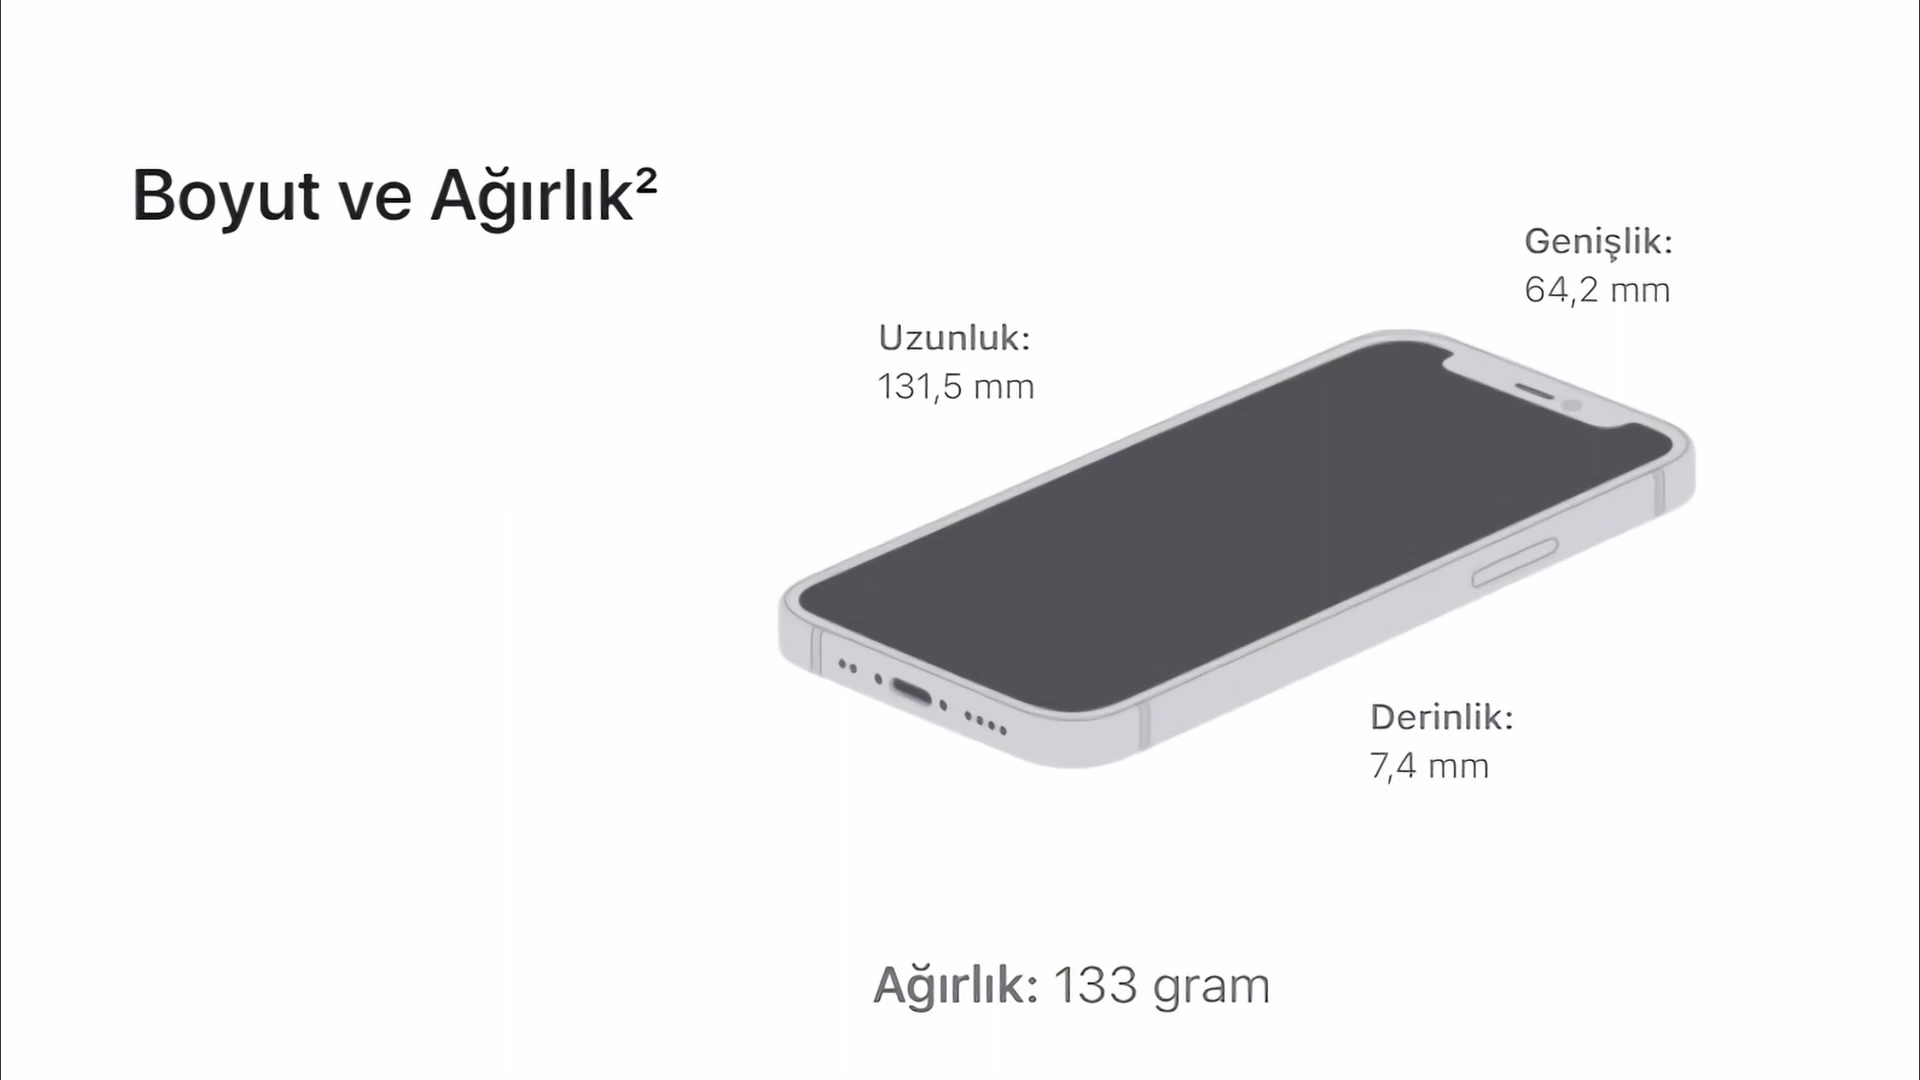 Boyut ve Ağırlık²
Genişlik:
64,2 mm
Uzunluk:
131,5 mm
Derinlik:
7,4 mm
Ağırlık: 133 gram